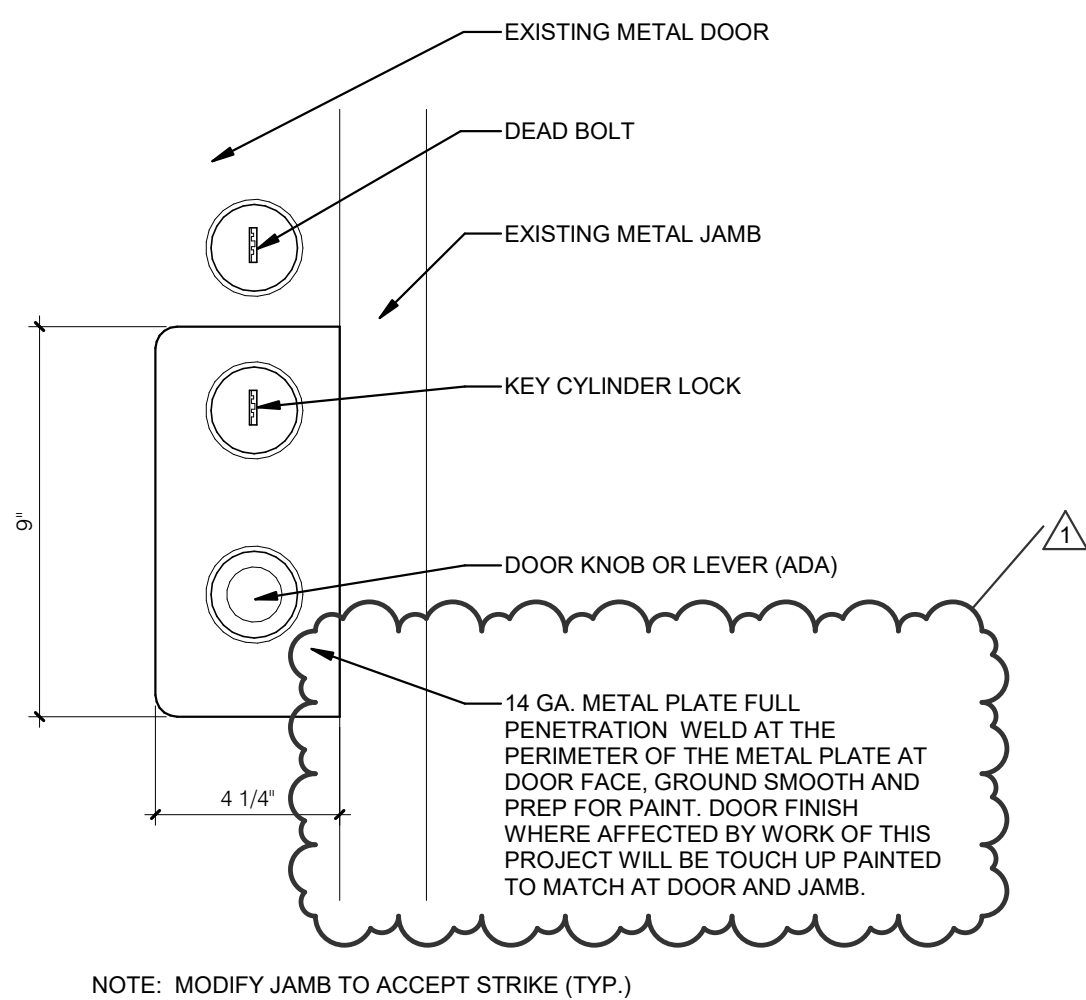 EXISTING METAL DOOR
DEAD BOLT
EXISTING METAL JAMB
KEY CYLINDER LOCK
9"
1
DOOR KNOB OR LEVER (ADA)
14 GA. METAL PLATE FULL
PENETRATION WELD AT THE
PERIMETER OF THE METAL PLATE AT
DOOR FACE, GROUND SMOOTH AND
PREP FOR PAINT. DOOR FINISH
WHERE AFFECTED BY WORK OF THIS
PROJECT WILL BE TOUCH UP PAINTED
TO MATCH AT DOOR AND JAMB.
4 1/4"
NOTE: MODIFY JAMB TO ACCEPT STRIKE (TYP.)